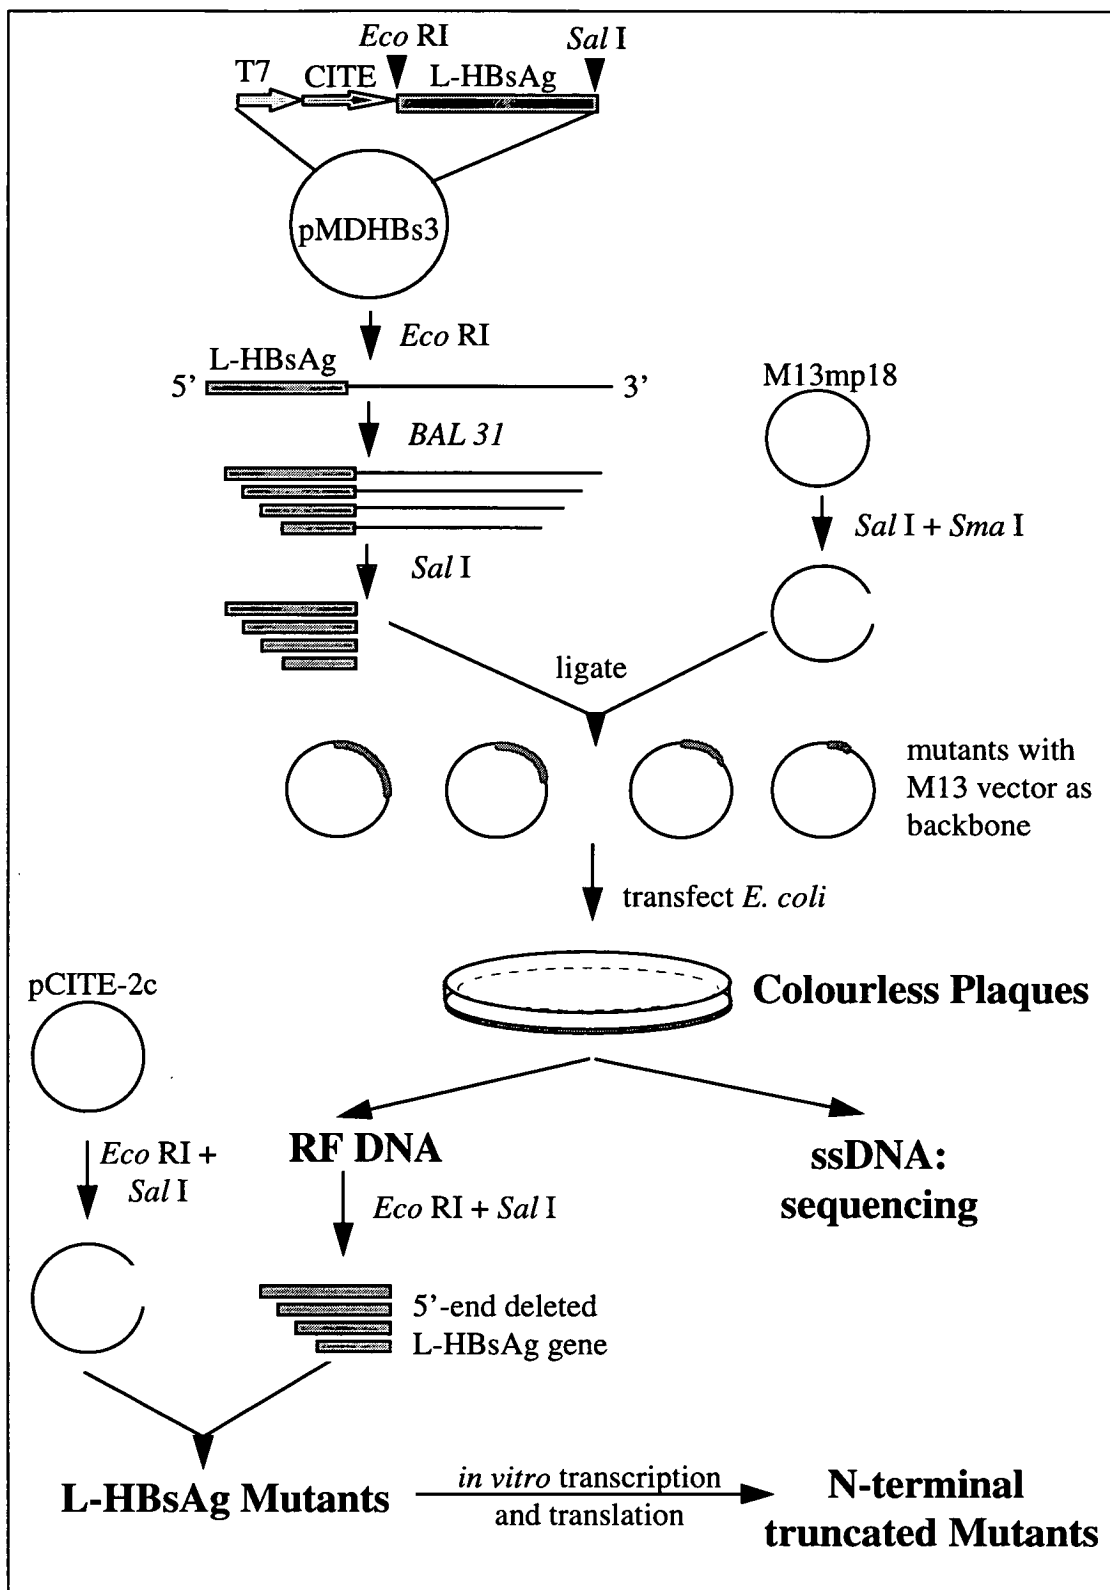 Eco RI
Sal I
T7
CITE
L-HBsAg
pMDHBs3
Eco RI
L-HBsAg
5’
3’
M13mp18
BAL 31
Sal I + Sma I
Sal I
ligate
mutants with
M13 vector as
backbone
transfect E. coli
pCITE-2c
Colourless Plaques
Eco RI +
Sal I
RF DNA
ssDNA:
sequencing
Eco RI + Sal I
5’-end deleted
L-HBsAg gene
L-HBsAg Mutants
in vitro transcription
and translation
N-terminal
truncated Mutants